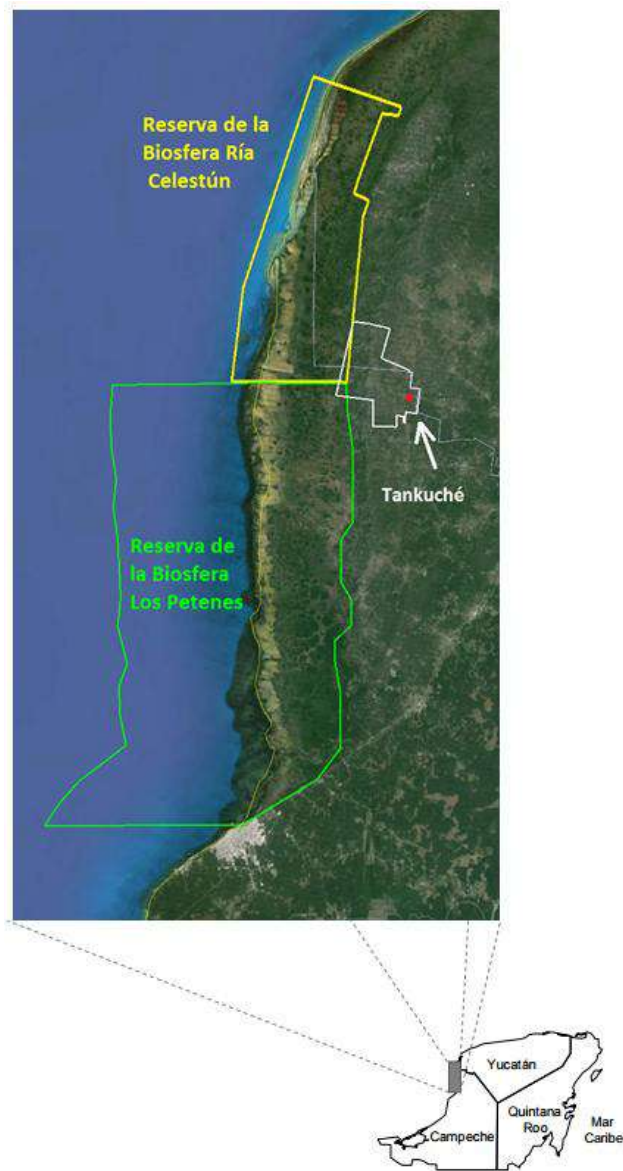 Reserva de la
Biosfera Ría
Celestún
Tankuché
Reserva de
la Biosfera
Los Petenes
Yucatán
Quintana
Roo
Mar
Caribe
Campeche